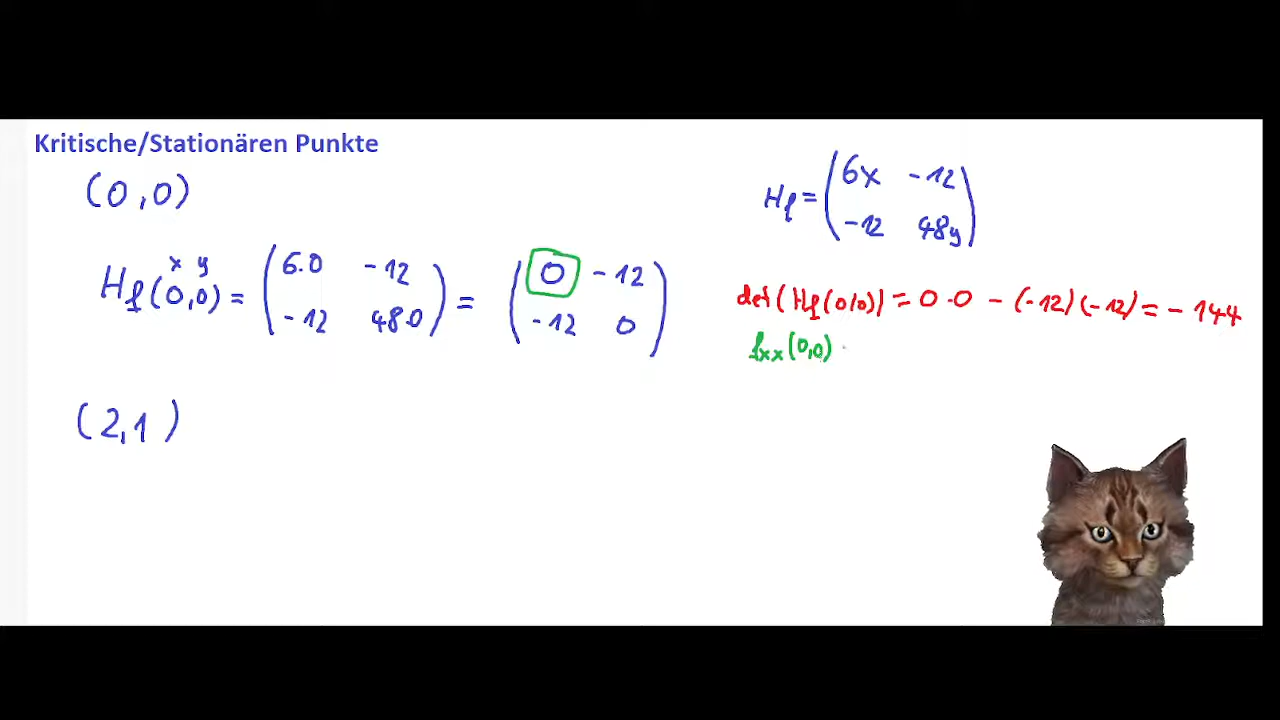 Kritische/Stationären Punkte
(0,0)
Hf = (6x -12
-12 48y)
x y
Hf(0,0) = (6·0 -12
-12 48·0) = (0 -12
-12 0)
det(Hf(0,0)) = 0·0 - (-12)(-12) = -144
fxx(0,0)
(2,1)